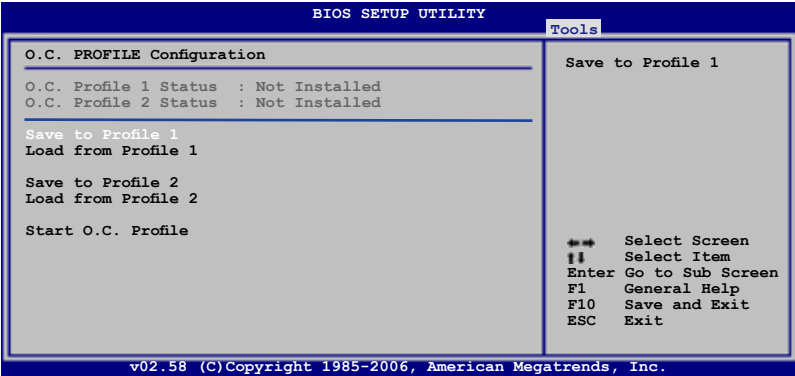 BIOS SETUP UTILITY
Tools
O.C. PROFILE Configuration
O.C. Profile 1 Status : Not Installed
O.C. Profile 2 Status : Not Installed
Save to Profile 1
Load from Profile 1
Save to Profile 2
Load from Profile 2
Start O.C. Profile
Save to Profile 1
Select Screen
Select Item
Enter Go to Sub Screen
F1 General Help
F10 Save and Exit
ESC Exit
v02.58 (C)Copyright 1985-2006, American Megatrends, Inc.